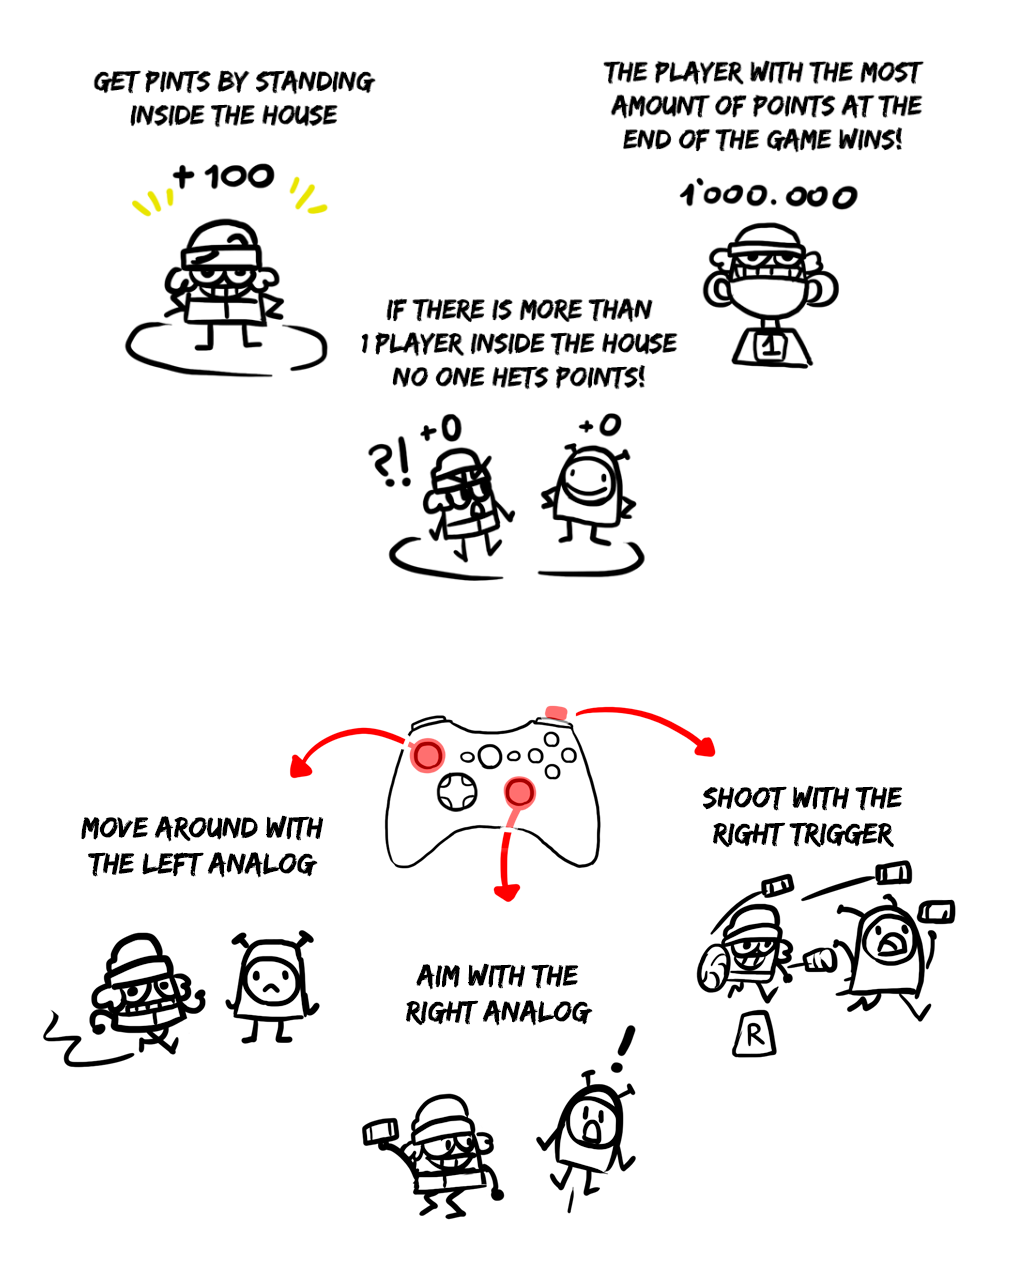 GET PINTS BY STANDING
INSIDE THE HOUSE
+100
THE PLAYER WITH THE MOST
AMOUNT OF POINTS AT THE
END OF THE GAME WINS!
1'000.000
1
IF THERE IS MORE THAN
1 PLAYER INSIDE THE HOUSE
NO ONE HETS POINTS!
?! +0 +0
MOVE AROUND WITH
THE LEFT ANALOG
SHOOT WITH THE
RIGHT TRIGGER
R
AIM WITH THE
RIGHT ANALOG
!